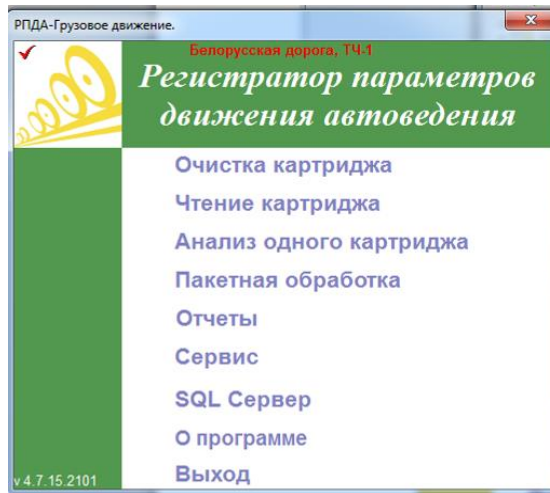 РПДА-Грузовое движение.
Белорусская дорога, ТЧ-1
Регистратор параметров
движения автоведения
Очистка картриджа
Чтение картриджа
Анализ одного картриджа
Пакетная обработка
Отчеты
Сервис
SQL Сервер
О программе
Выход
v 4.7.15.2101